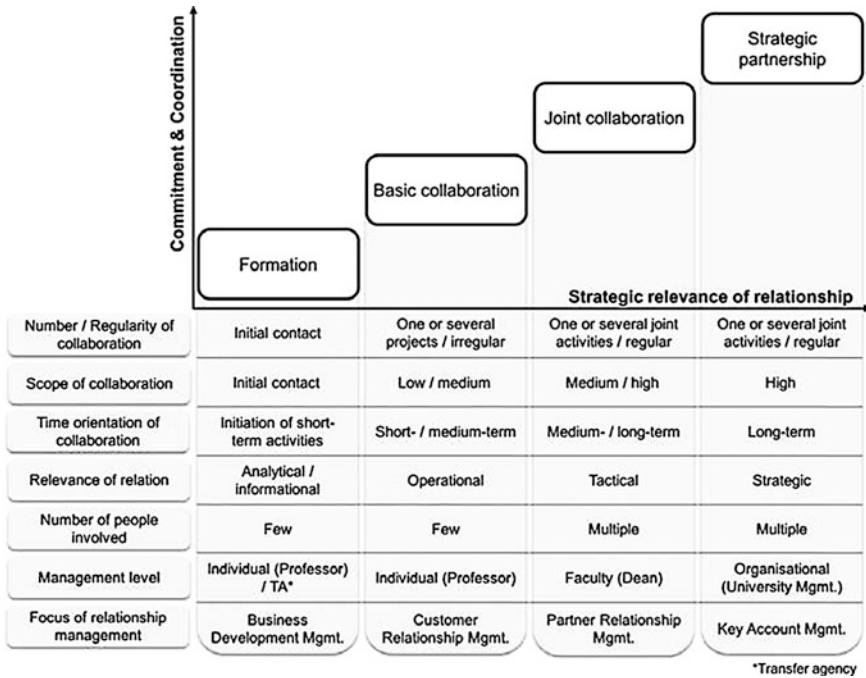 Commitment & Coordination
Strategic
partnership
Joint collaboration
Basic collaboration
Formation
Strategic relevance of relationship
Number / Regularity of
collaboration
Initial contact
One or several
projects / irregular
One or several joint
activities / regular
One or several joint
activities / regular
Scope of collaboration
Initial contact
Low / medium
Medium / high
High
Time orientation of
collaboration
Initiation of short-
term activities
Short- / medium-term
Medium- / long-term
Long-term
Relevance of relation
Analytical /
informational
Operational
Tactical
Strategic
Number of people
involved
Few
Few
Multiple
Multiple
Management level
Individual (Professor)
/ TA*
Individual (Professor)
Faculty (Dean)
Organisational
(University Mgmt.)
Focus of relationship
management
Business
Development Mgmt.
Customer
Relationship Mgmt.
Partner Relationship
Mgmt.
Key Account Mgmt.
*Transfer agency